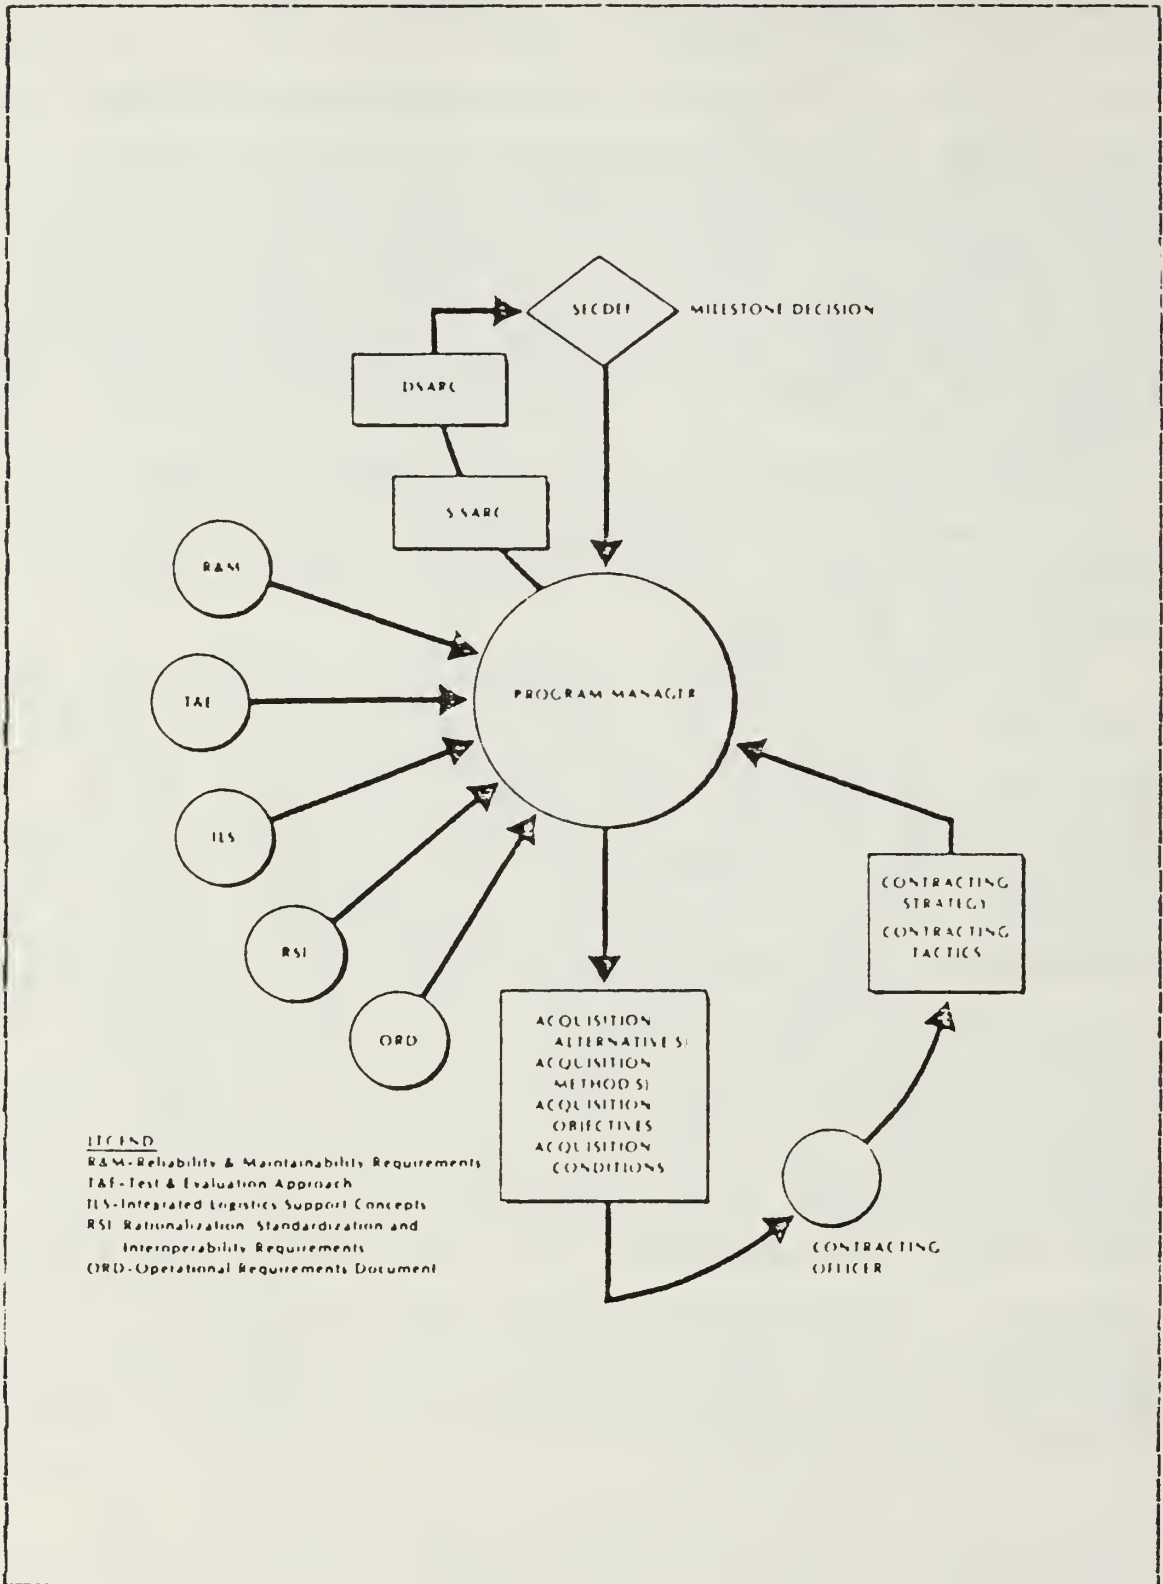 SECDEF
MILESTONE DECISION
DSARC
S SARC
R&M
T&E
PROGRAM MANAGER
ILS
RSI
ORD
CONTRACTING
STRATEGY
CONTRACTING
TACTICS
ACQUISITION
ALTERNATIVE(S)
ACQUISITION
METHOD(S)
ACQUISITION
OBJECTIVES
ACQUISITION
CONDITIONS
CONTRACTING
OFFICER
LEGEND
R&M-Reliability & Maintainability Requirements
T&E-Test & Evaluation Approach
ILS-Integrated Logistics Support Concepts
RSI-Rationalization, Standardization and
Interoperability Requirements
ORD-Operational Requirements Document